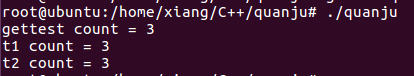 root@ubuntu:/home/xiang/C++/quanju# ./quanju
gettest count = 3
t1 count = 3
t2 count = 3